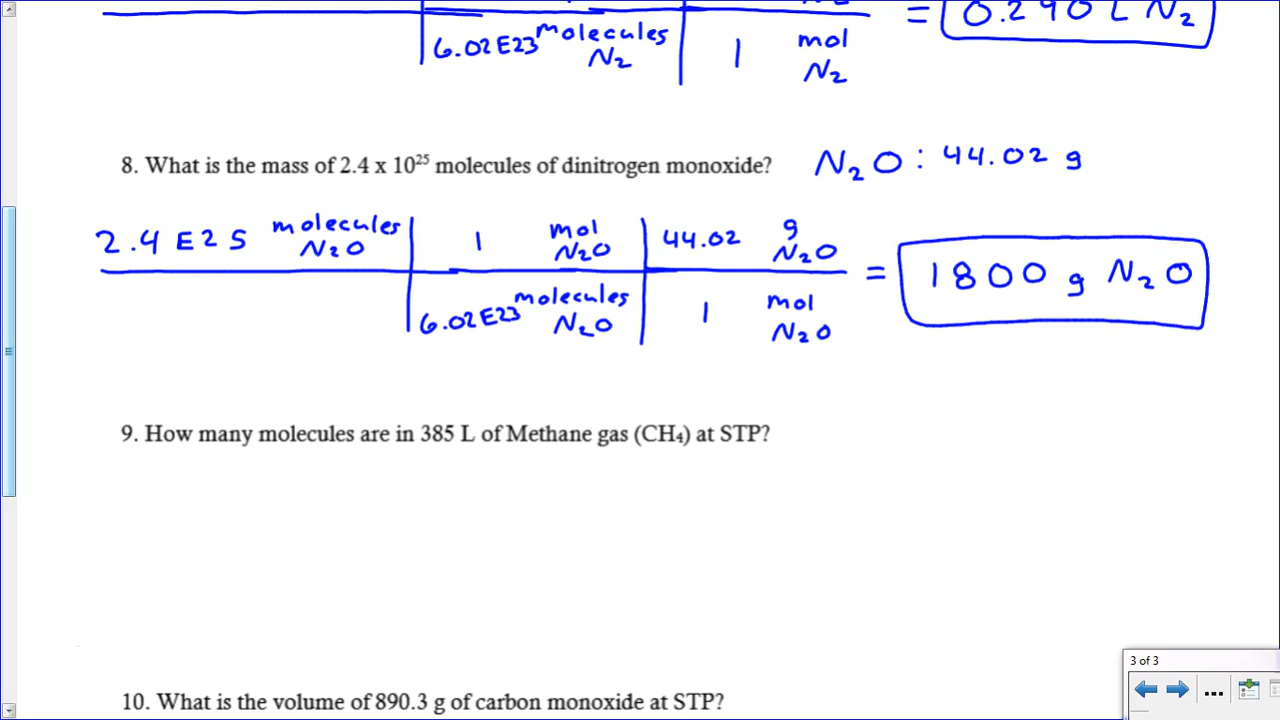 = 0.290 L N₂
6.02E23 molecules N₂ 1 mol N₂
8. What is the mass of 2.4 x 10²⁵ molecules of dinitrogen monoxide? N₂O : 44.02 g
2.4 E25 molecules N₂O 1 mol N₂O 44.02 g N₂O
= 1800 g N₂O
6.02E23 molecules N₂O 1 mol N₂O
9. How many molecules are in 385 L of Methane gas (CH₄) at STP?
3 of 3
...
10. What is the volume of 890.3 g of carbon monoxide at STP?